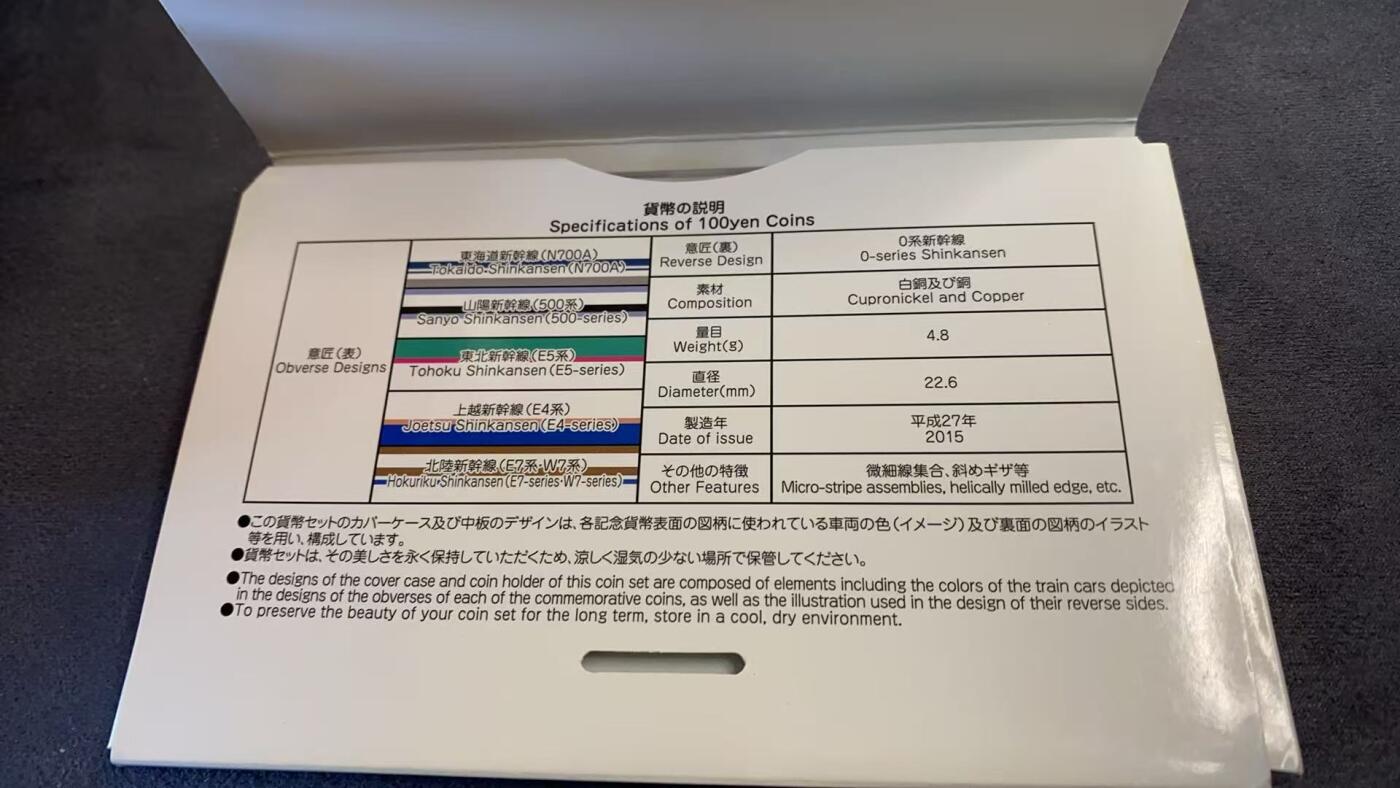 貨幣の説明
Specifications of 100yen Coins
意匠(表)
Obverse Designs
東海道新幹線(N700A)
Tokaido Shinkansen(N700A)
山陽新幹線(500系)
Sanyo Shinkansen(500-series)
東北新幹線(E5系)
Tohoku Shinkansen(E5-series)
上越新幹線(E4系)
Joetsu Shinkansen(E4-series)
北陸新幹線(E7系・W7系)
Hokuriku Shinkansen(E7-series・W7-series)
意匠(裏)
Reverse Design
0系新幹線
0-series Shinkansen
素材
Composition
白銅及び銅
Cupronickel and Copper
量目
Weight(g)
4.8
直径
Diameter(mm)
22.6
製造年
Date of issue
平成27年
2015
その他の特徴
Other Features
微細線集合、斜めギザ等
Micro-stripe assemblies, helically milled edge, etc.
●この貨幣セットのカバーケース及び中板のデザインは、各記念貨幣表面の図柄に使われている車両の色(イメージ)及び裏面の図柄のイラスト
等を用い、構成しています。
●貨幣セットは、その美しさを永く保持していただくため、涼しく湿気の少ない場所で保管してください。
●The designs of the cover case and coin holder of this coin set are composed of elements including the colors of the train cars depicted
in the designs of the obverses of each of the commemorative coins, as well as the illustration used in the design of their reverse sides.
●To preserve the beauty of your coin set for the long term, store in a cool, dry environment.